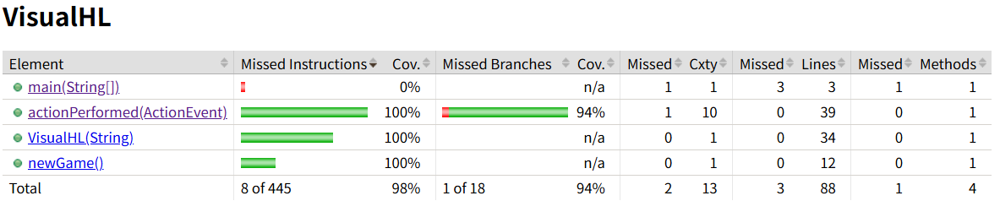 VisualHL
Element Missed Instructions Cov. Missed Branches Cov. Missed Cxty Missed Lines Missed Methods
main(String[]) 0% n/a 1 1 3 3 1 1
actionPerformed(ActionEvent) 100% 94% 1 10 0 39 0 1
VisualHL(String) 100% n/a 0 1 0 34 0 1
newGame() 100% n/a 0 1 0 12 0 1
Total 8 of 445 98% 1 of 18 94% 2 13 3 88 1 4